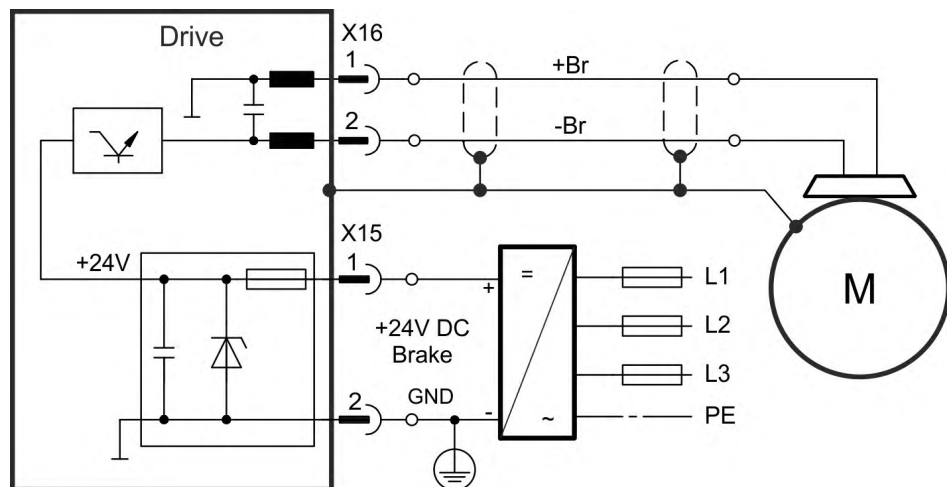 Drive
X16
1
+Br
2
-Br
X15
+24V
1
+
=
L1
+24V DC
Brake
L2
M
L3
2
GND
-
~
PE